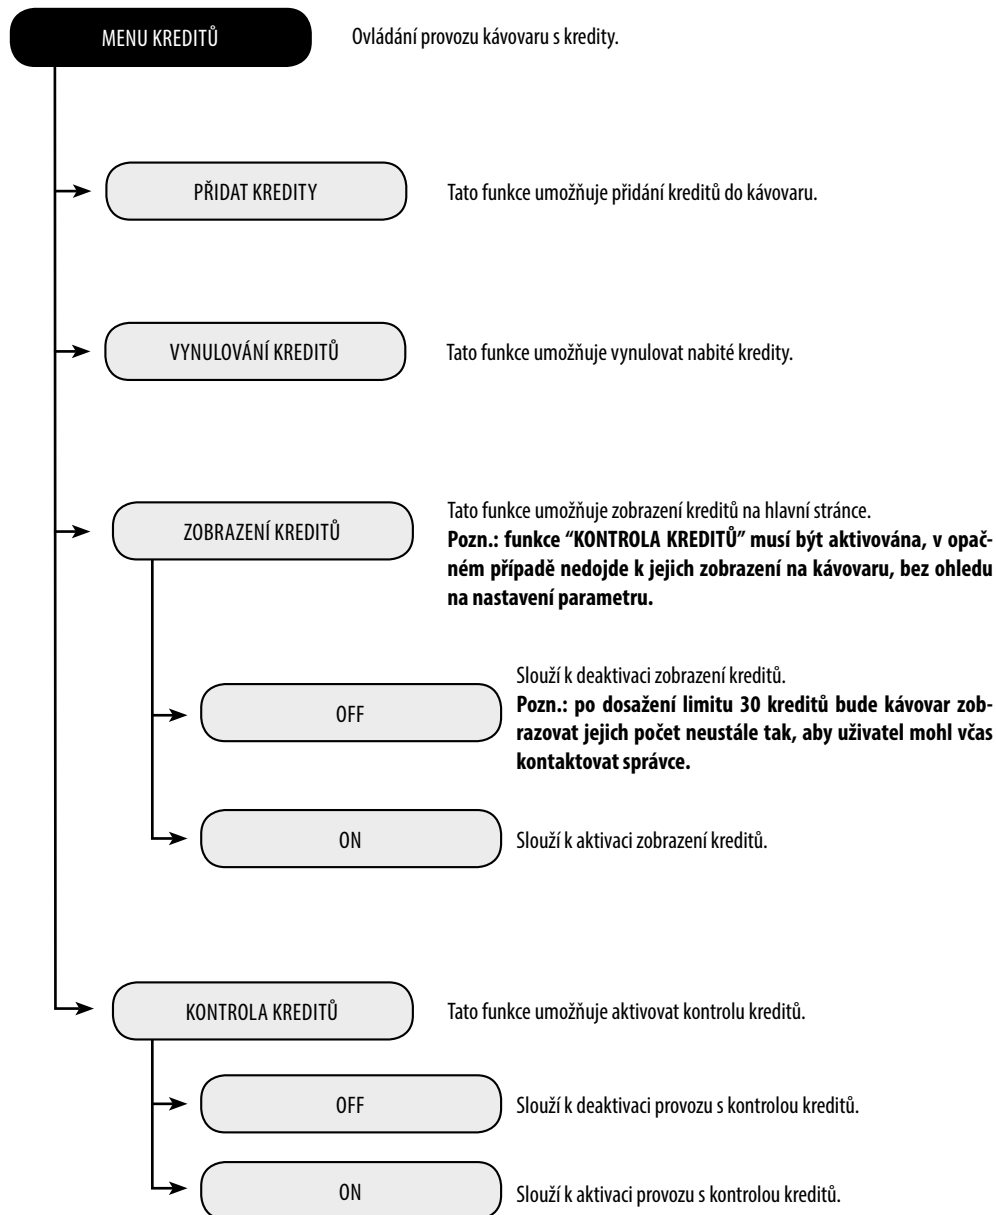 MENU KREDITŮ
Ovládání provozu kávovaru s kredity.
PŘIDAT KREDITY
Tato funkce umožňuje přidání kreditů do kávovaru.
VYNULOVÁNÍ KREDITŮ
Tato funkce umožňuje vynulovat nabité kredity.
ZOBRAZENÍ KREDITŮ
Tato funkce umožňuje zobrazení kreditů na hlavní stránce.
Pozn.: funkce “KONTROLA KREDITŮ” musí být aktivována, v opač-
ném případě nedojde k jejich zobrazení na kávovaru, bez ohledu
na nastavení parametru.
OFF
Slouží k deaktivaci zobrazení kreditů.
Pozn.: po dosažení limitu 30 kreditů bude kávovar zob-
razovat jejich počet neustále tak, aby uživatel mohl včas
kontaktovat správce.
ON
Slouží k aktivaci zobrazení kreditů.
KONTROLA KREDITŮ
Tato funkce umožňuje aktivovat kontrolu kreditů.
OFF
Slouží k deaktivaci provozu s kontrolou kreditů.
ON
Slouží k aktivaci provozu s kontrolou kreditů.